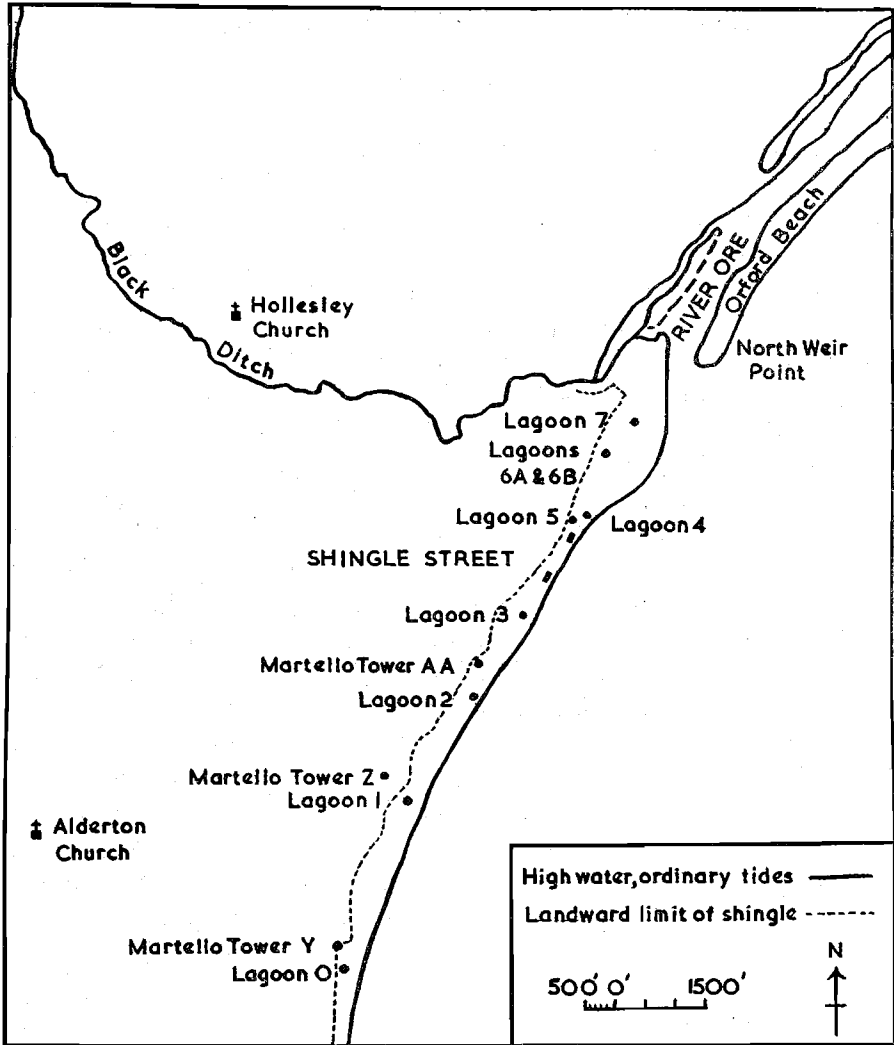 Black
Ditch
Hollesley
Church
RIVER ORE
Orford Beach
North Weir
Point
Lagoon 7
Lagoons
6A & 6B
Lagoon 5
Lagoon 4
SHINGLE STREET
Lagoon 3
Martello Tower AA
Lagoon 2
Martello Tower Z
Lagoon 1
Alderton
Church
Martello Tower Y
Lagoon O
High water, ordinary tides
Landward limit of shingle
N
500' 0' 1500'